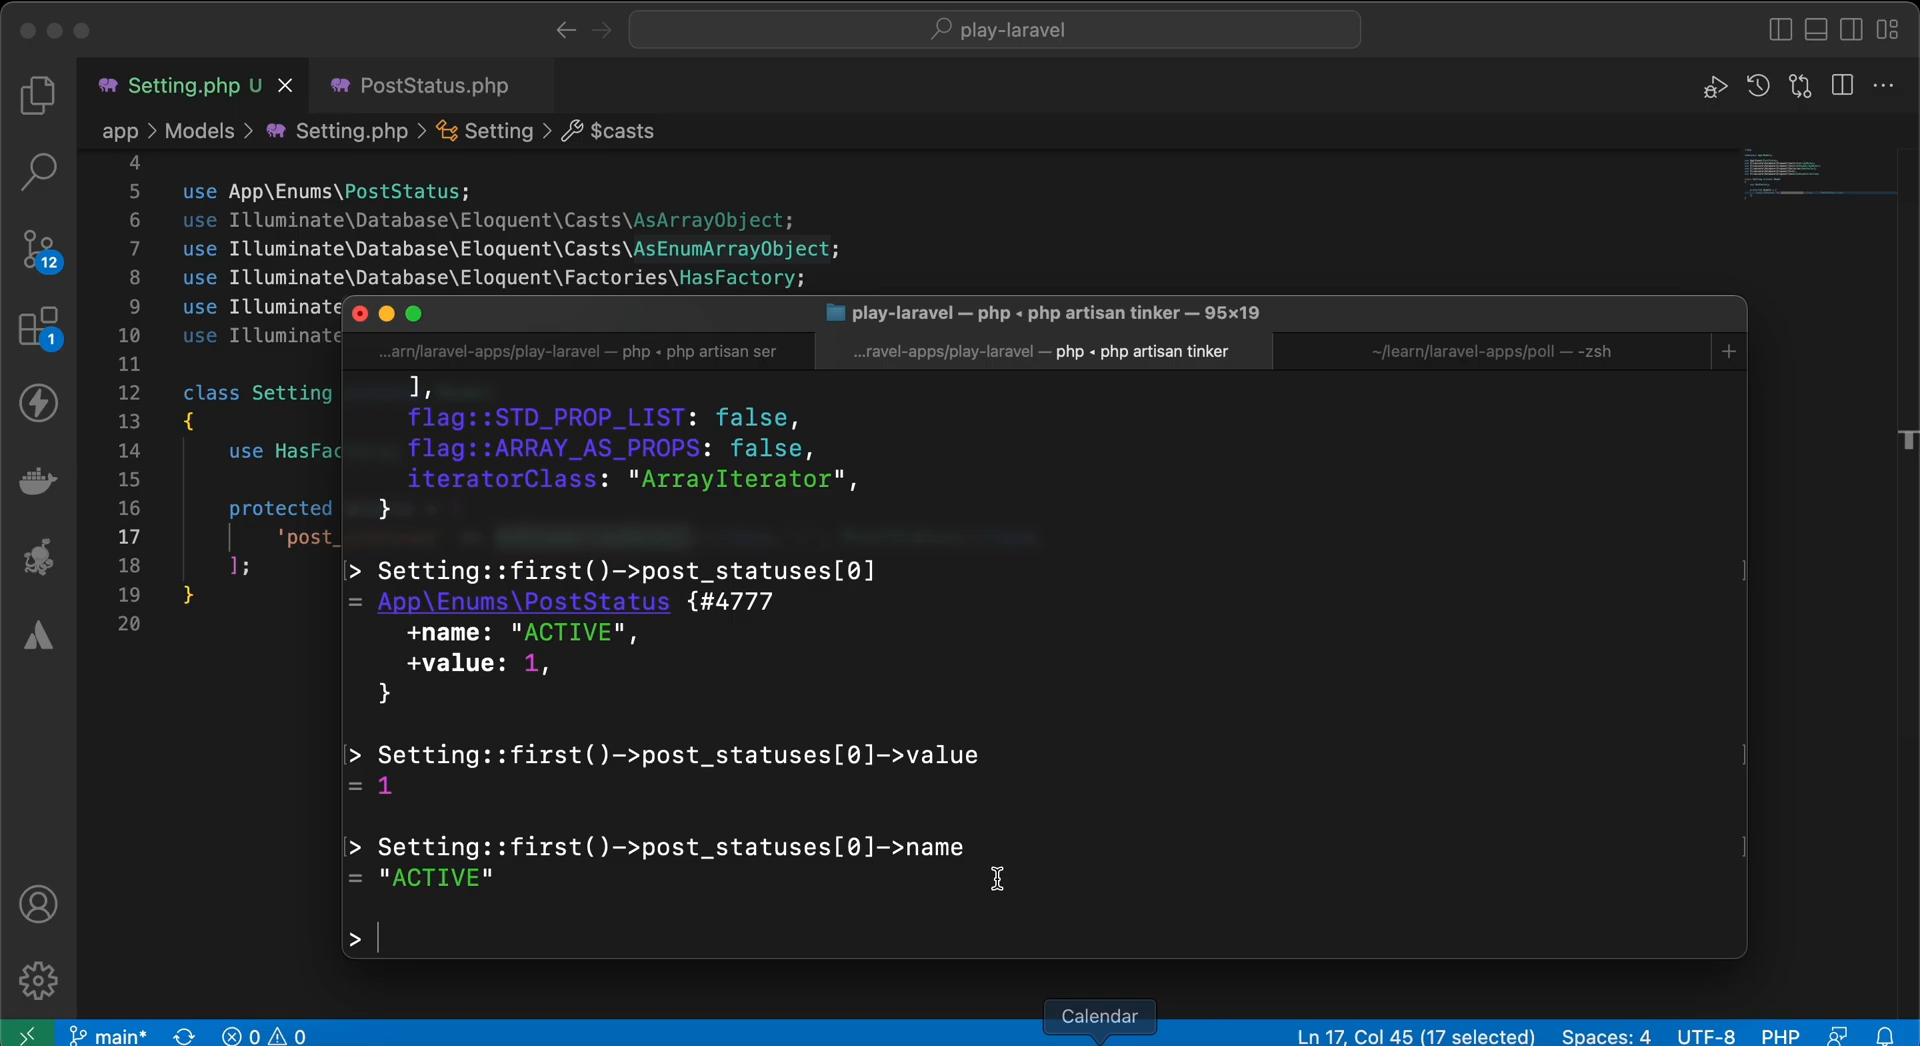 play-laravel
Setting.php U
PostStatus.php
app > Models > Setting.php > Setting > $casts
4
5 use App\Enums\PostStatus;
6 use Illuminate\Database\Eloquent\Casts\AsArrayObject;
7 use Illuminate\Database\Eloquent\Casts\AsEnumArrayObject;
8 use Illuminate\Database\Eloquent\Factories\HasFactory;
9 use Illuminate
10 use Illuminate
11
12 class Setting
13 {
14 use HasFac
15
16 protected
17 'post_
18 ];
19 }
20
12
1
play-laravel — php ◂ php artisan tinker — 95×19
...arn/laravel-apps/play-laravel — php ◂ php artisan ser
...ravel-apps/play-laravel — php ◂ php artisan tinker
~/learn/laravel-apps/poll — -zsh
+
],
flag::STD_PROP_LIST: false,
flag::ARRAY_AS_PROPS: false,
iteratorClass: "ArrayIterator",
}
> Setting::first()->post_statuses[0]
= App\Enums\PostStatus {#4777
+name: "ACTIVE",
+value: 1,
}
> Setting::first()->post_statuses[0]->value
= 1
> Setting::first()->post_statuses[0]->name
= "ACTIVE"
>
Calendar
main* 0 0 Ln 17, Col 45 (17 selected) Spaces: 4 UTF-8 PHP